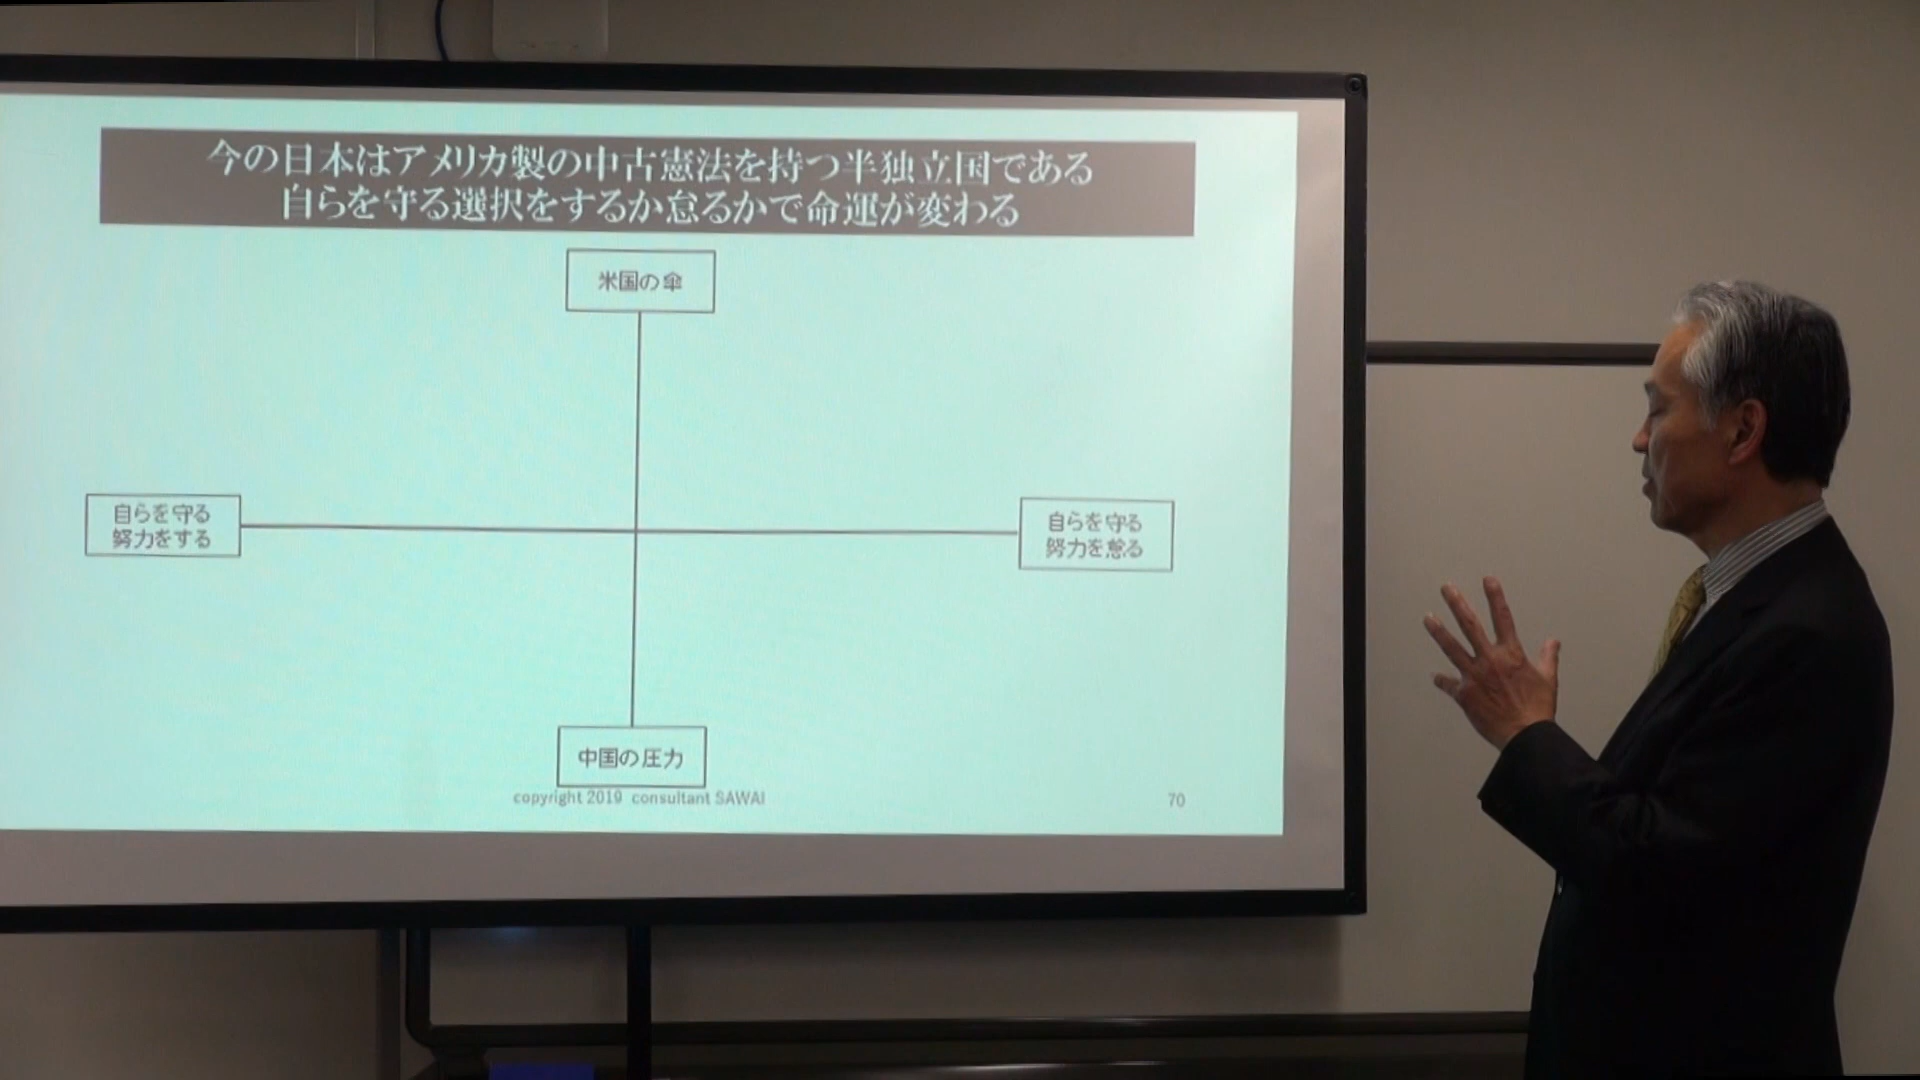 今の日本はアメリカ製の中古憲法を持つ半独立国である
自らを守る選択をするか怠るかで命運が変わる
米国の傘
自らを守る
努力をする
自らを守る
努力を怠る
中国の圧力
copyright 2019 consultant SAWAI
70